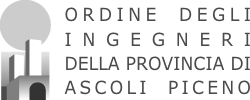 ORDINE DEGLI
INGEGNERI
DELLA PROVINCIA DI
ASCOLI PICENO